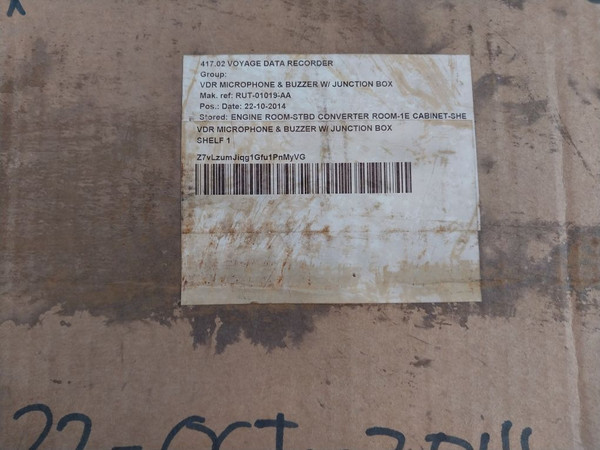 417.02 VOYAGE DATA RECORDER
Group:
VDR MICROPHONE & BUZZER W/ JUNCTION BOX
Mak. ref: RUT-01019-AA
Pos.: Date: 22-10-2014
Stored: ENGINE ROOM-STBD CONVERTER ROOM-1E CABINET-SHE
VDR MICROPHONE & BUZZER W/ JUNCTION BOX
SHELF 1
Z7vLzumJiqg1Gfu1PnMyVG
22-OCT-2014